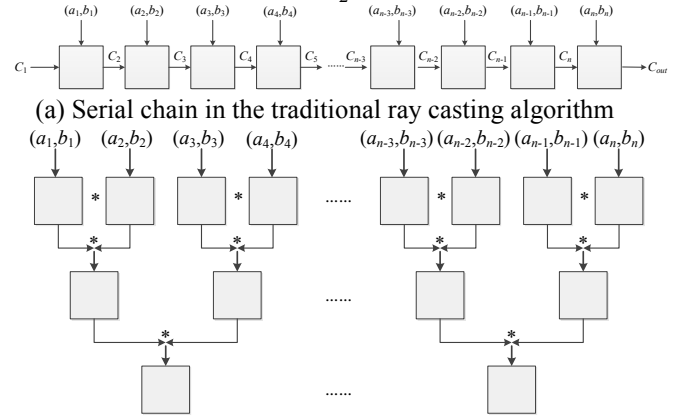 2
(a1,b1) (a2,b2) (a3,b3) (a4,b4) (an-3,bn-3) (an-2,bn-2) (an-1,bn-1) (an,bn)
C1 C2 C3 C4 C5 ...... Cn-3 Cn-2 Cn-1 Cn Cout
(a) Serial chain in the traditional ray casting algorithm
(a1,b1) (a2,b2) (a3,b3) (a4,b4) (an-3,bn-3) (an-2,bn-2) (an-1,bn-1) (an,bn)
* * ...... * *
* * * *
......
* *
......